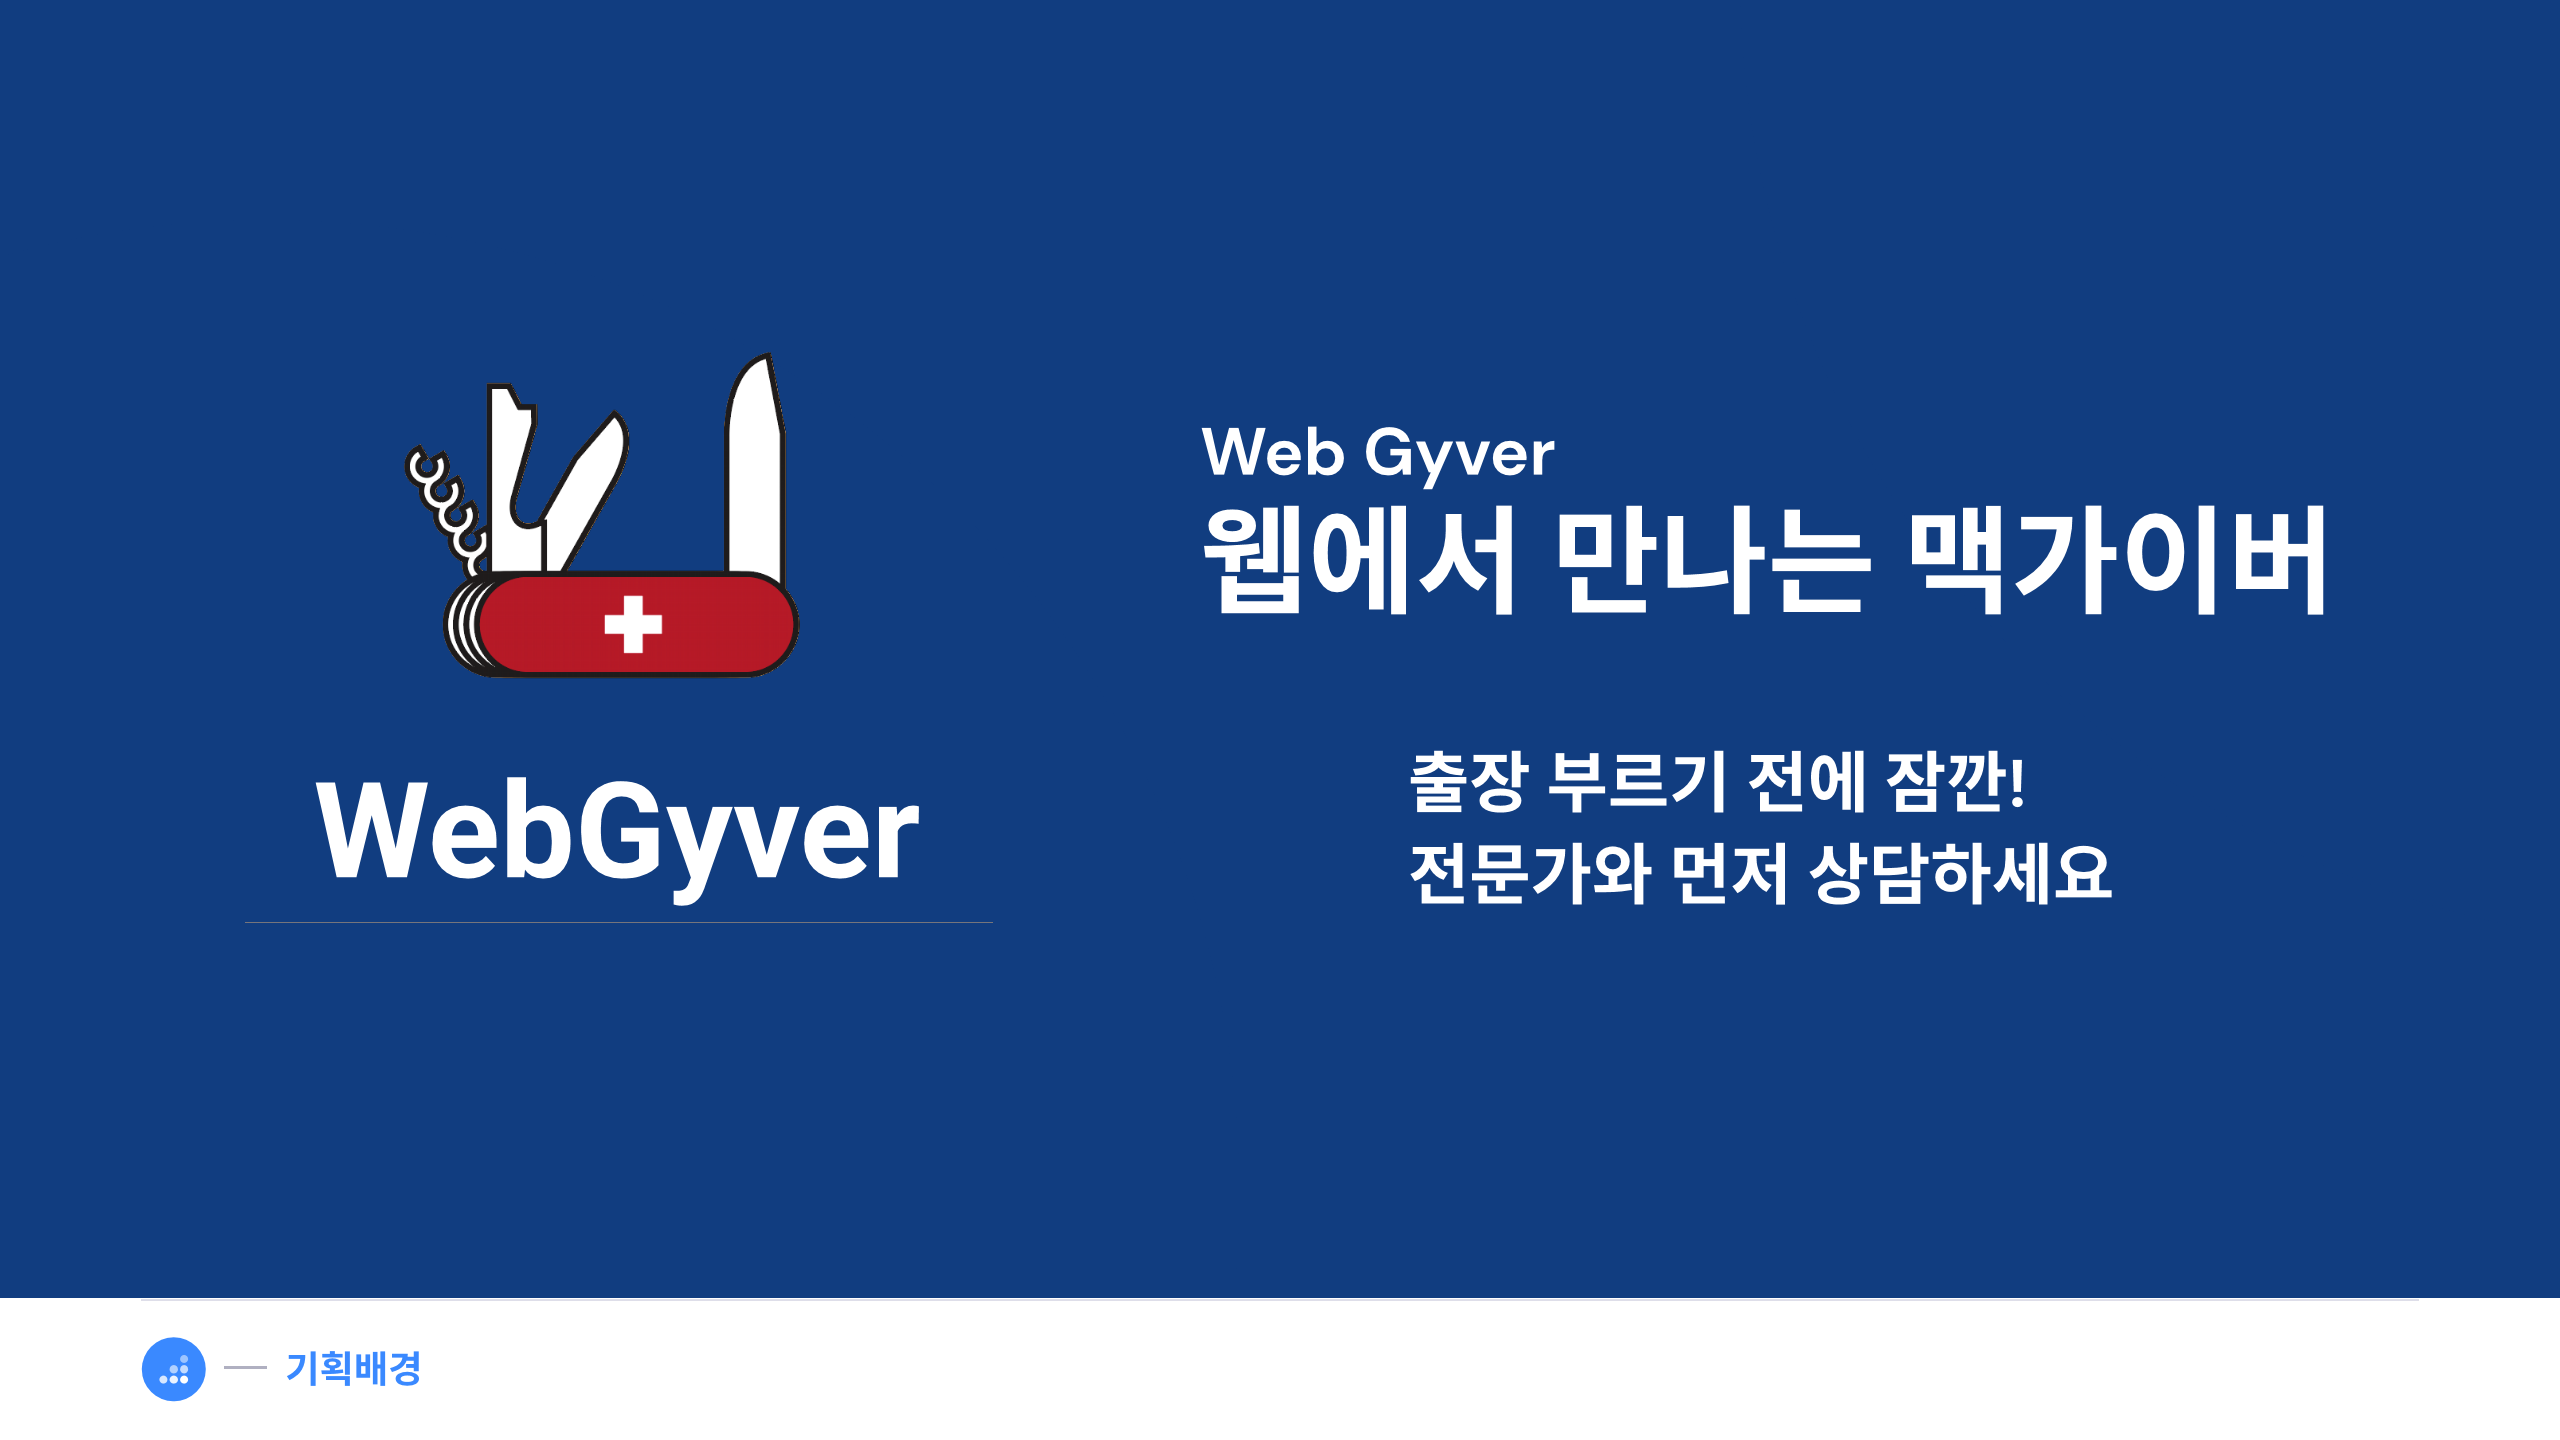 WebGyver
Web Gyver
웹에서 만나는 맥가이버
출장 부르기 전에 잠깐!
전문가와 먼저 상담하세요
기획배경